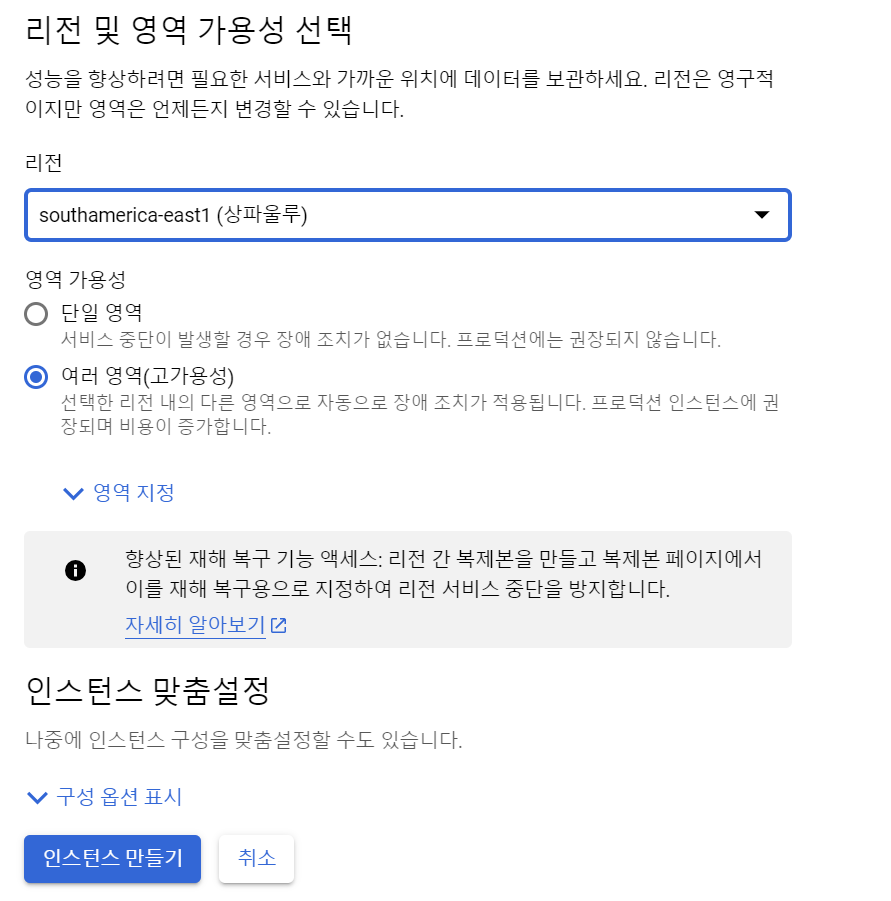 리전 및 영역 가용성 선택
성능을 향상하려면 필요한 서비스와 가까운 위치에 데이터를 보관하세요. 리전은 영구적
이지만 영역은 언제든지 변경할 수 있습니다.
리전
southamerica-east1 (상파울루)
영역 가용성
단일 영역
서비스 중단이 발생할 경우 장애 조치가 없습니다. 프로덕션에는 권장되지 않습니다.
여러 영역(고가용성)
선택한 리전 내의 다른 영역으로 자동으로 장애 조치가 적용됩니다. 프로덕션 인스턴스에 권
장되며 비용이 증가합니다.
영역 지정
향상된 재해 복구 기능 액세스: 리전 간 복제본을 만들고 복제본 페이지에서
이를 재해 복구용으로 지정하여 리전 서비스 중단을 방지합니다.
자세히 알아보기
인스턴스 맞춤설정
나중에 인스턴스 구성을 맞춤설정할 수도 있습니다.
구성 옵션 표시
인스턴스 만들기
취소